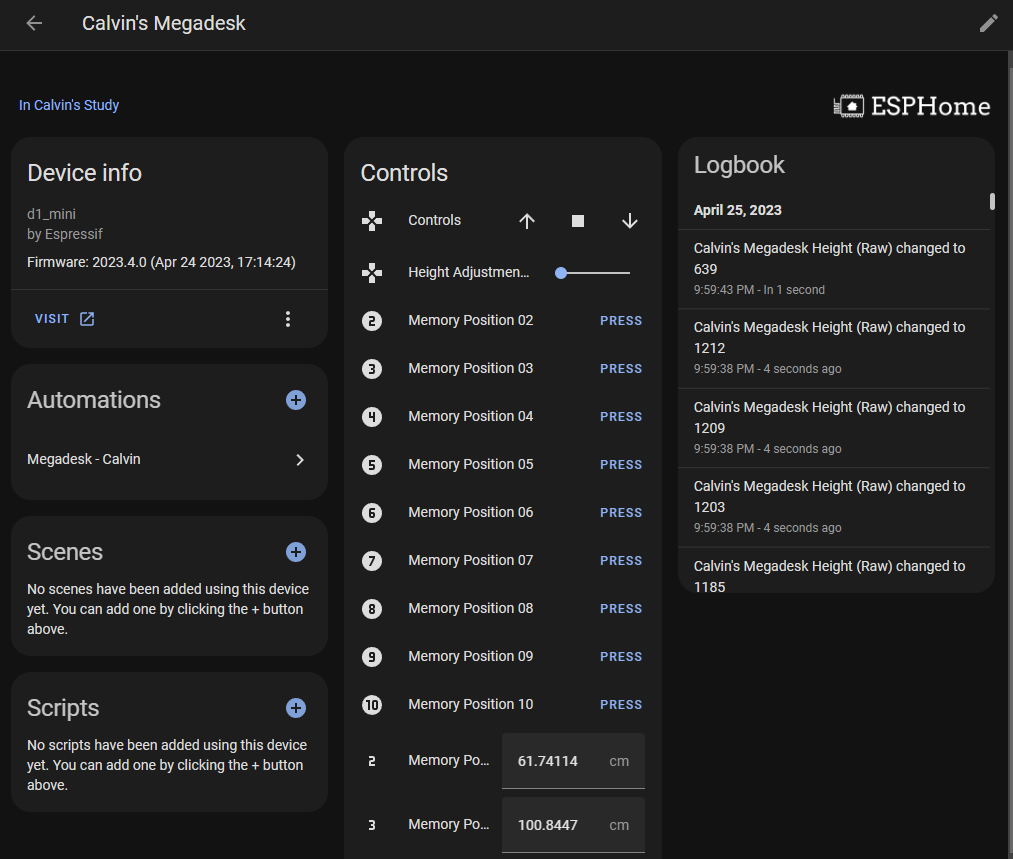 Calvin's Megadesk
In Calvin's Study
ESPHome
Device info
d1_mini
by Espressif
Firmware: 2023.4.0 (Apr 24 2023, 17:14:24)
VISIT
Automations
Megadesk - Calvin
Scenes
No scenes have been added using this device
yet. You can add one by clicking the + button
above.
Scripts
No scripts have been added using this device
yet. You can add one by clicking the + button
above.
Controls
Controls
Height Adjustmen...
2 Memory Position 02 PRESS
3 Memory Position 03 PRESS
4 Memory Position 04 PRESS
5 Memory Position 05 PRESS
6 Memory Position 06 PRESS
7 Memory Position 07 PRESS
8 Memory Position 08 PRESS
9 Memory Position 09 PRESS
10 Memory Position 10 PRESS
2 Memory Po... 61.74114 cm
3 Memory Po... 100.8447 cm
Logbook
April 25, 2023
Calvin's Megadesk Height (Raw) changed to
639
9:59:43 PM - In 1 second
Calvin's Megadesk Height (Raw) changed to
1212
9:59:38 PM - 4 seconds ago
Calvin's Megadesk Height (Raw) changed to
1209
9:59:38 PM - 4 seconds ago
Calvin's Megadesk Height (Raw) changed to
1203
9:59:38 PM - 4 seconds ago
Calvin's Megadesk Height (Raw) changed to
1185